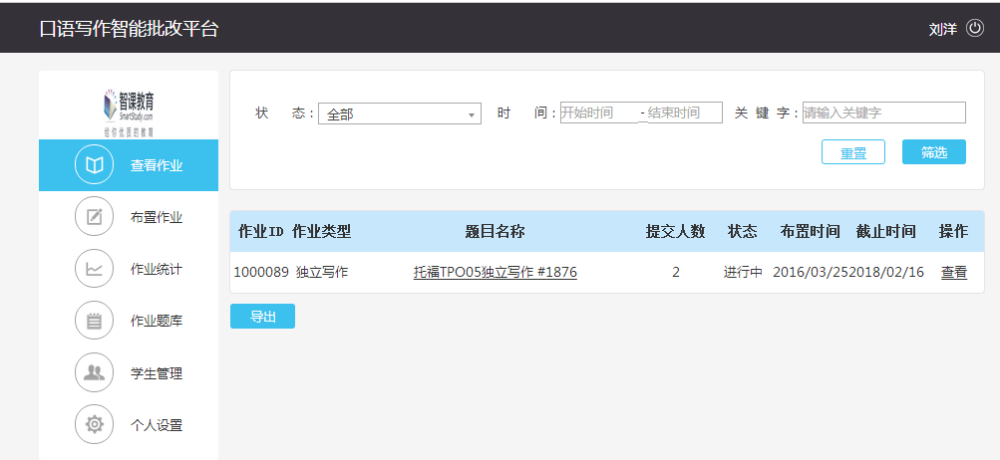 口语写作智能批改平台
刘洋
智课教育
SmartStudy.com
给你优质的教育
查看作业
布置作业
作业统计
作业题库
学生管理
个人设置
状 态： 全部 时 间： 开始时间 - 结束时间 关 键 字： 请输入关键字
重置 筛选
作业ID 作业类型 题目名称 提交人数 状态 布置时间 截止时间 操作
1000089 独立写作 托福TPO05独立写作 #1876 2 进行中 2016/03/25 2018/02/16 查看
导出